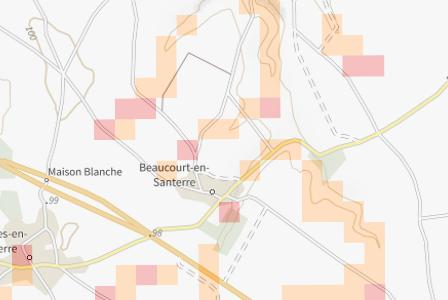 100
Maison Blanche
Beaucourt-en-
Santerre
99
es-en-
erre
98